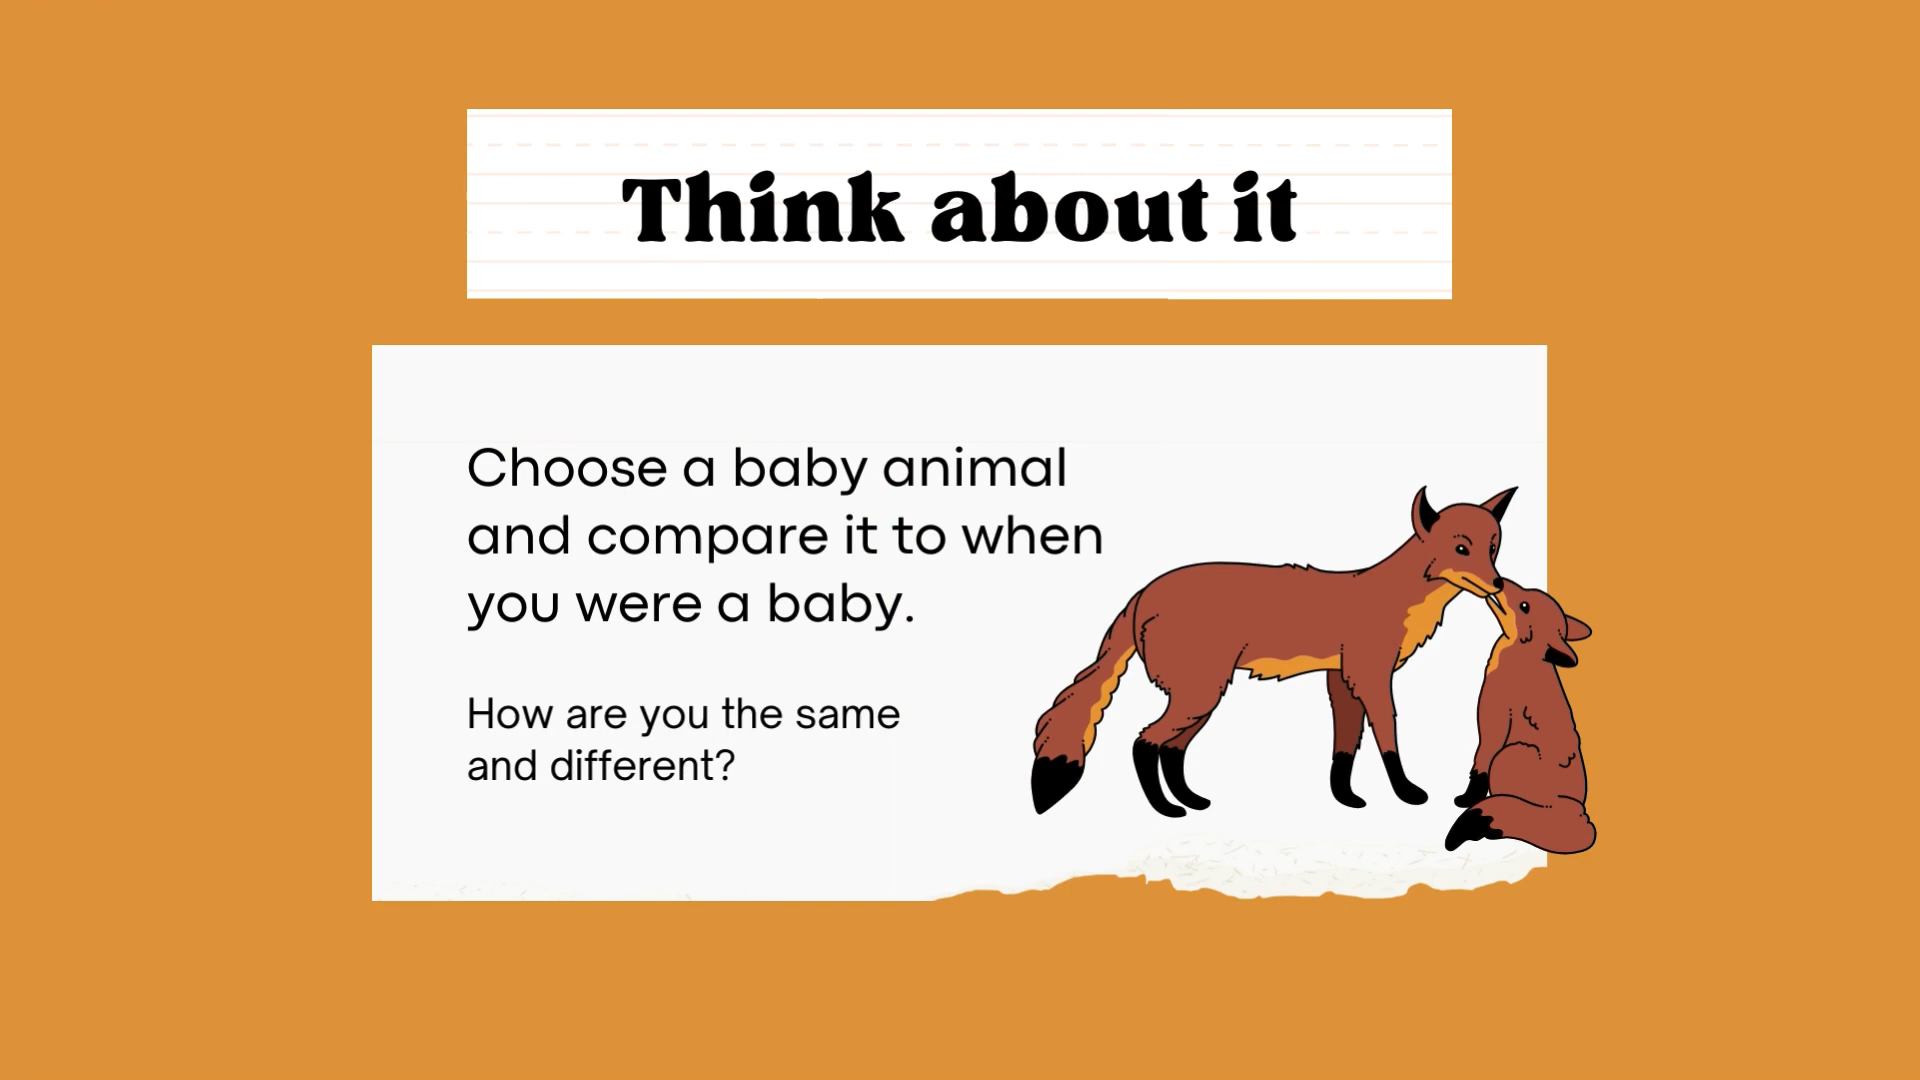 Think about it
Choose a baby animal
and compare it to when
you were a baby.
How are you the same
and different?